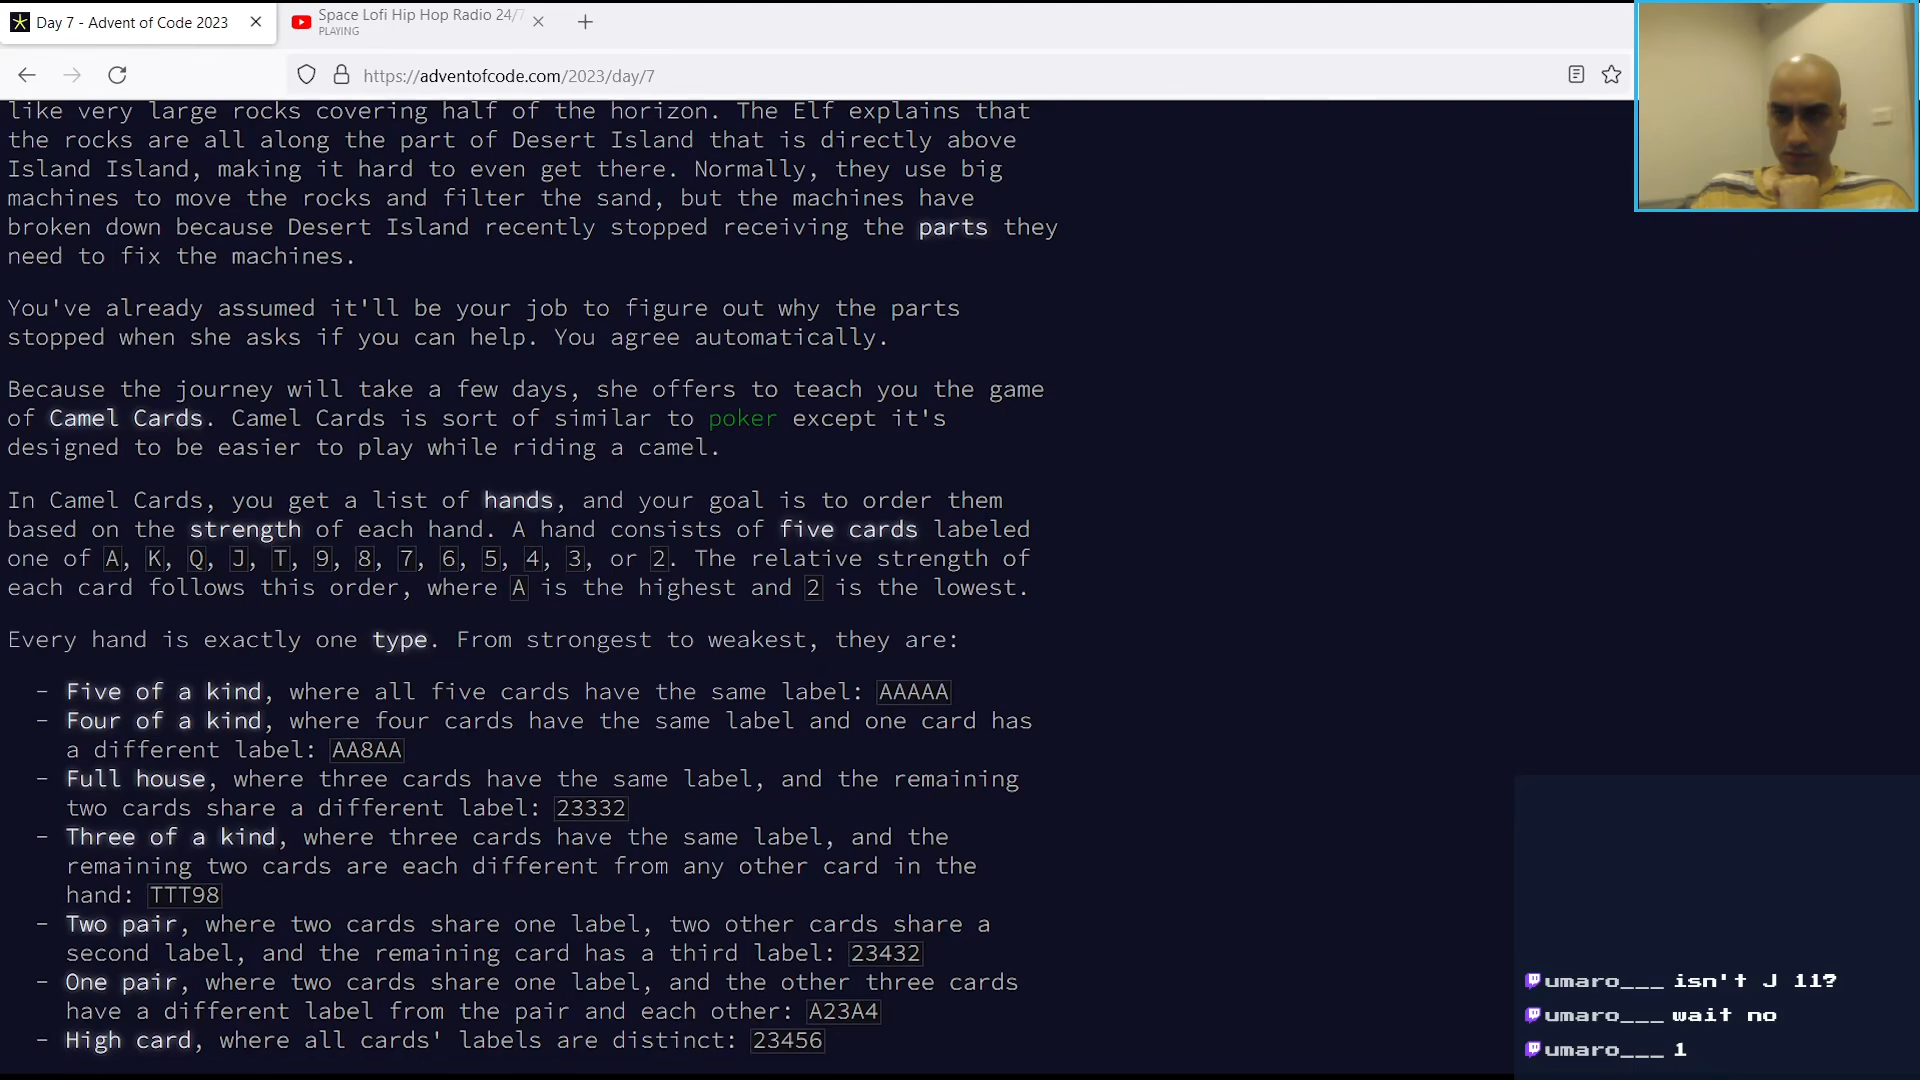 Day 7 - Advent of Code 2023
Space Lofi Hip Hop Radio 24/7
PLAYING
https://adventofcode.com/2023/day/7
like very large rocks covering half of the horizon. The Elf explains that
the rocks are all along the part of Desert Island that is directly above
Island Island, making it hard to even get there. Normally, they use big
machines to move the rocks and filter the sand, but the machines have
broken down because Desert Island recently stopped receiving the parts they
need to fix the machines.
You've already assumed it'll be your job to figure out why the parts
stopped when she asks if you can help. You agree automatically.
Because the journey will take a few days, she offers to teach you the game
of Camel Cards. Camel Cards is sort of similar to poker except it's
designed to be easier to play while riding a camel.
In Camel Cards, you get a list of hands, and your goal is to order them
based on the strength of each hand. A hand consists of five cards labeled
one of A, K, Q, J, T, 9, 8, 7, 6, 5, 4, 3, or 2. The relative strength of
each card follows this order, where A is the highest and 2 is the lowest.
Every hand is exactly one type. From strongest to weakest, they are:
- Five of a kind, where all five cards have the same label: AAAAA
- Four of a kind, where four cards have the same label and one card has
a different label: AA8AA
- Full house, where three cards have the same label, and the remaining
two cards share a different label: 23332
- Three of a kind, where three cards have the same label, and the
remaining two cards are each different from any other card in the
hand: TTT98
- Two pair, where two cards share one label, two other cards share a
second label, and the remaining card has a third label: 23432
- One pair, where two cards share one label, and the other three cards
have a different label from the pair and each other: A23A4
- High card, where all cards' labels are distinct: 23456
umaro___ isn't J 11?
umaro___ wait no
umaro___ 1